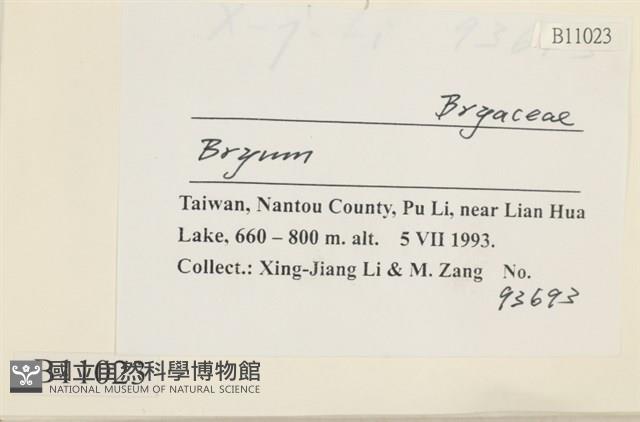 X-j. Li
B11023
Bryaceae
Bryum
Taiwan, Nantou County, Pu Li, near Lian Hua
Lake, 660 – 800 m. alt. 5 VII 1993.
Collect.: Xing-Jiang Li & M. Zang No.
93693
B11023
國立自然科學博物館
NATIONAL MUSEUM OF NATURAL SCIENCE